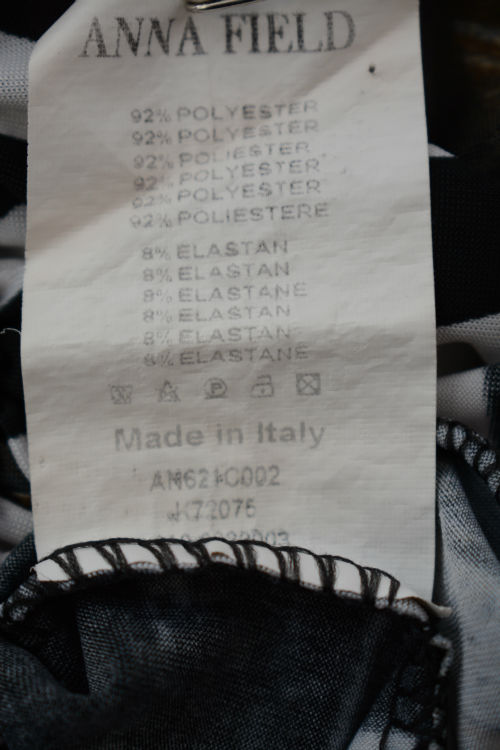 ANNA FIELD
92% POLYESTER
92% POLYESTER
92% POLIESTER
92% POLYESTER
92% POLYESTER
92% POLIESTERE
8% ELASTAN
8% ELASTAN
8% ELASTANE
8% ELASTAN
8% ELASTAN
8% ELASTANE
Made in Italy
AN621C002
JK72075